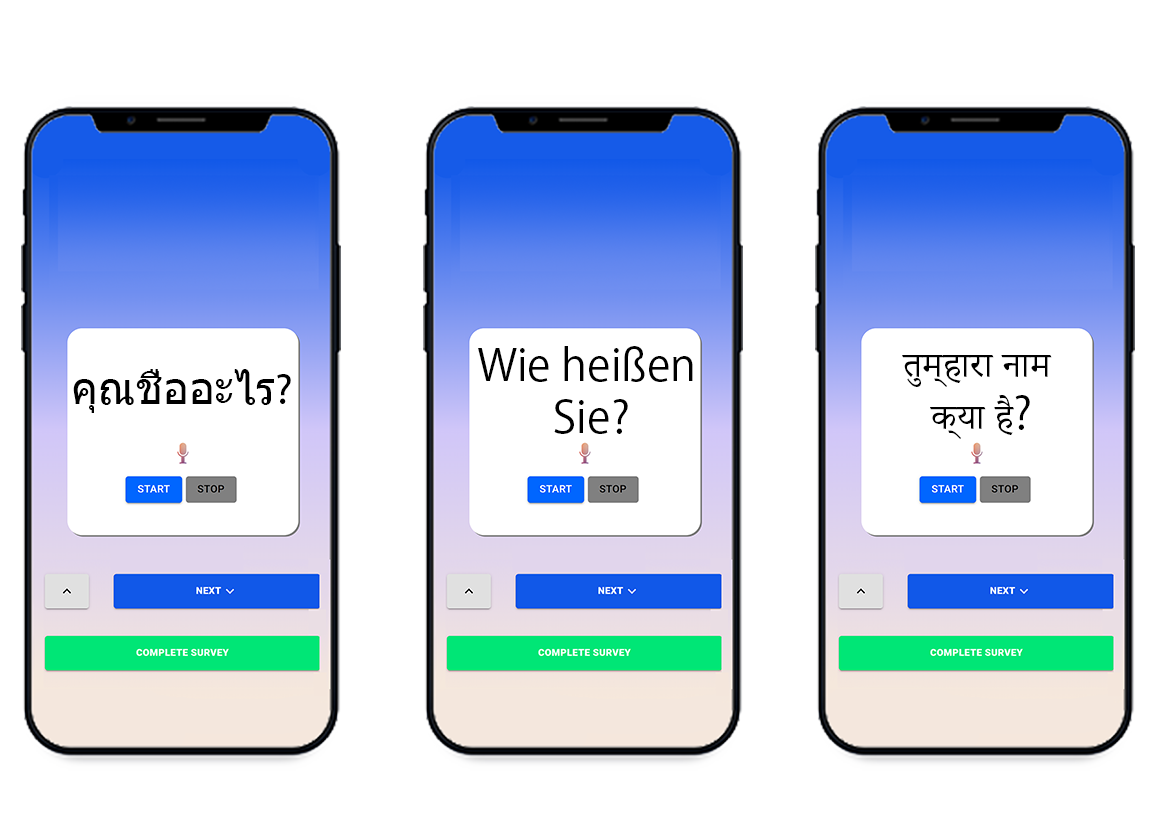 คุณชื่ออะไร?
START STOP
NEXT
COMPLETE SURVEY
Wie heißen
Sie?
START STOP
NEXT
COMPLETE SURVEY
तुम्हारा नाम
क्या है?
START STOP
NEXT
COMPLETE SURVEY